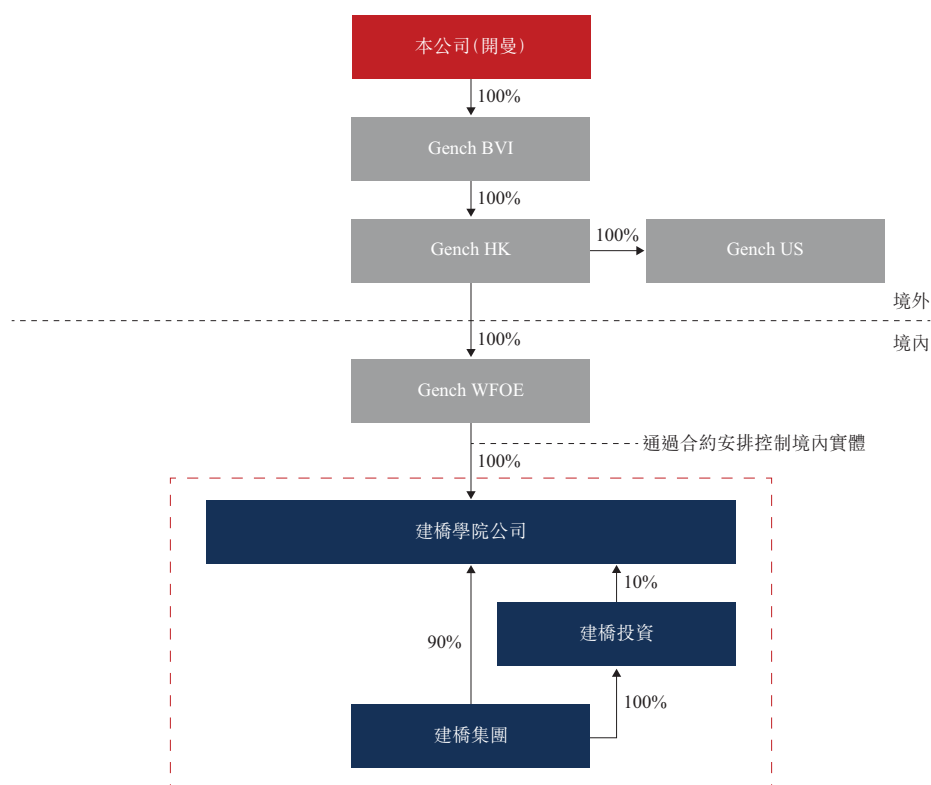 本公司(開曼)
100%
Gench BVI
100%
Gench HK
100%
Gench US
境外
境內
100%
Gench WFOE
通過合約安排控制境內實體
100%
建橋學院公司
10%
建橋投資
90%
100%
建橋集團